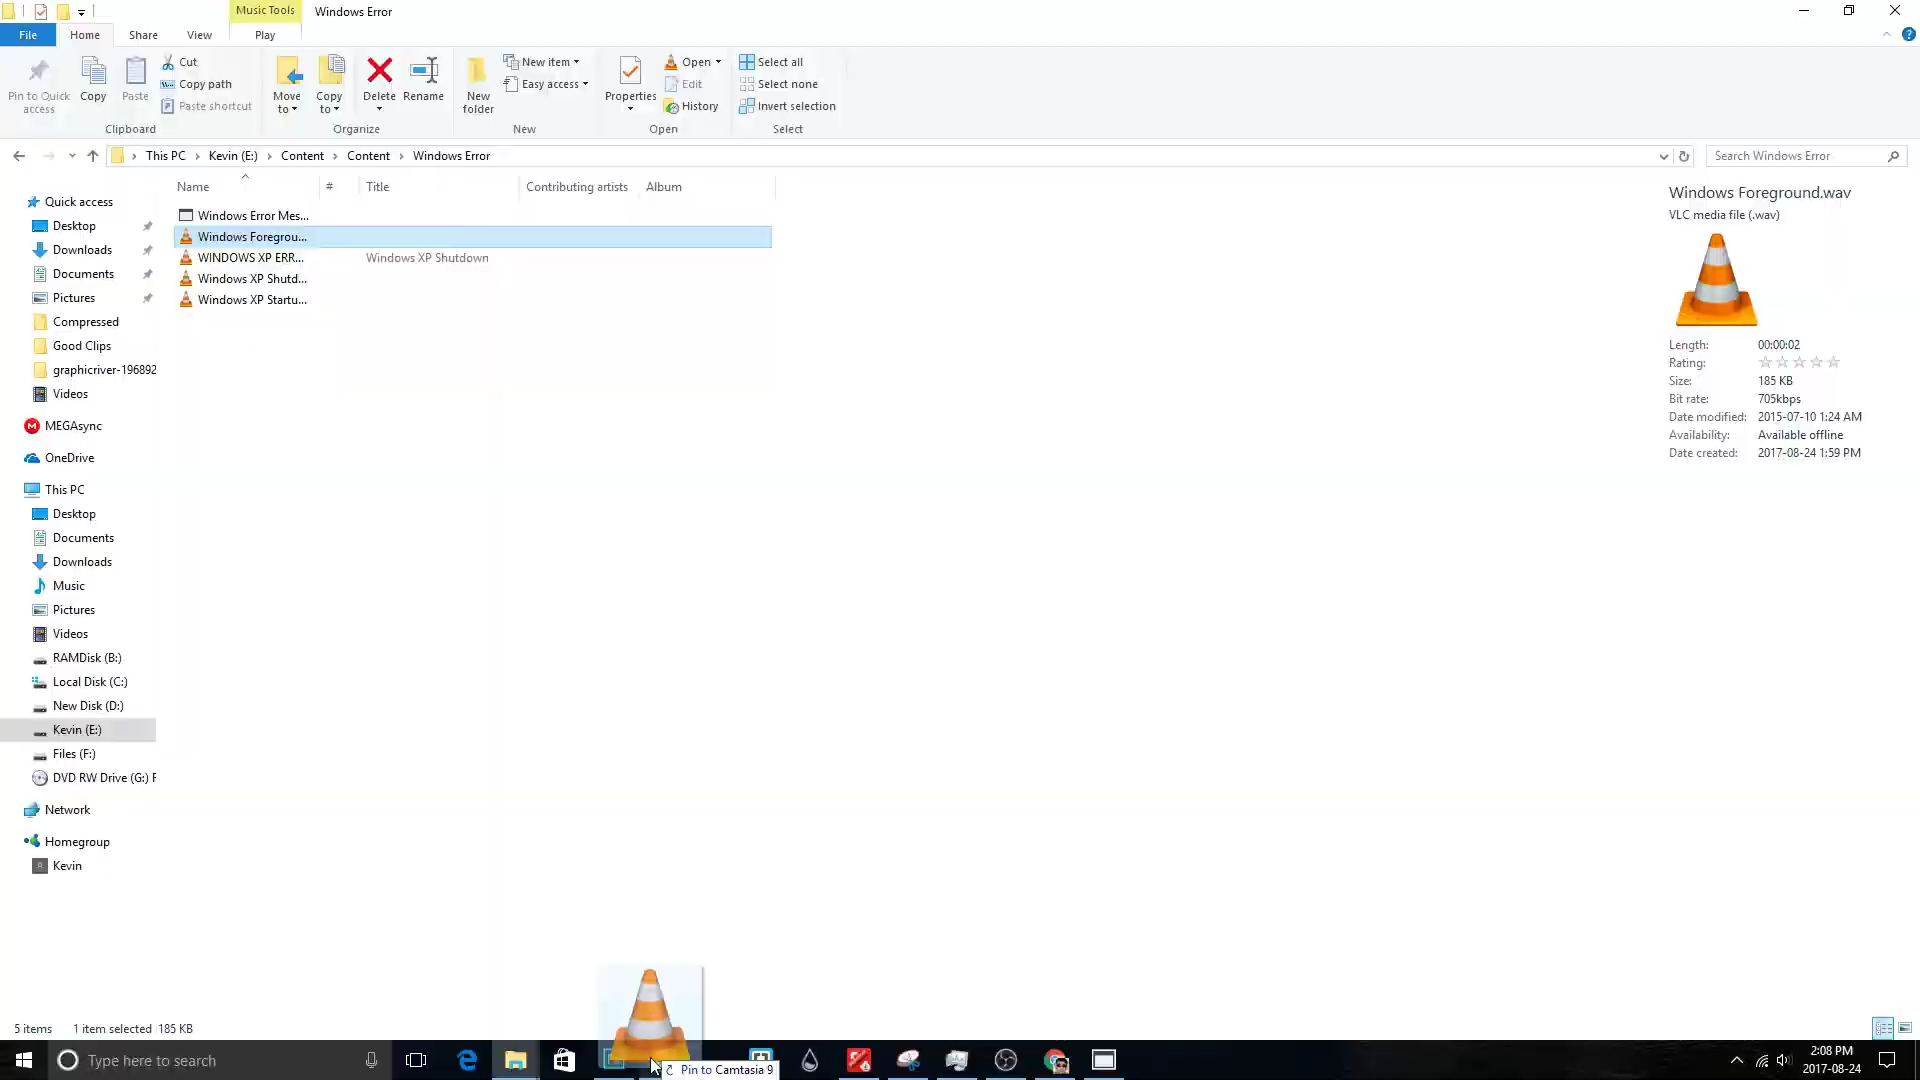 Music Tools
Windows Error
File
Home
Share
View
Play
Pin to Quick
access
Copy
Paste
Cut
Copy path
Paste shortcut
Clipboard
Move
to
Copy
to
Delete
Rename
Organize
New
folder
New item
Easy access
New
Properties
Open
Edit
History
Open
Select all
Select none
Invert selection
Select
This PC › Kevin (E:) › Content › Content › Windows Error
Search Windows Error
Name
#
Title
Contributing artists
Album
Windows Error Mes...
Windows Foregrou...
WINDOWS XP ERR...
Windows XP Shutdown
Windows XP Shutd...
Windows XP Startu...
Quick access
Desktop
Downloads
Documents
Pictures
Compressed
Good Clips
graphicriver-196892
Videos
MEGAsync
OneDrive
This PC
Desktop
Documents
Downloads
Music
Pictures
Videos
RAMDisk (B:)
Local Disk (C:)
New Disk (D:)
Kevin (E:)
Files (F:)
DVD RW Drive (G:) F
Network
Homegroup
Kevin
Windows Foreground.wav
VLC media file (.wav)
Length: 00:00:02
Rating:
Size: 185 KB
Bit rate: 705kbps
Date modified: 2015-07-10 1:24 AM
Availability: Available offline
Date created: 2017-08-24 1:59 PM
5 items
1 item selected 185 KB
Type here to search
Pin to Camtasia 9
2:08 PM
2017-08-24